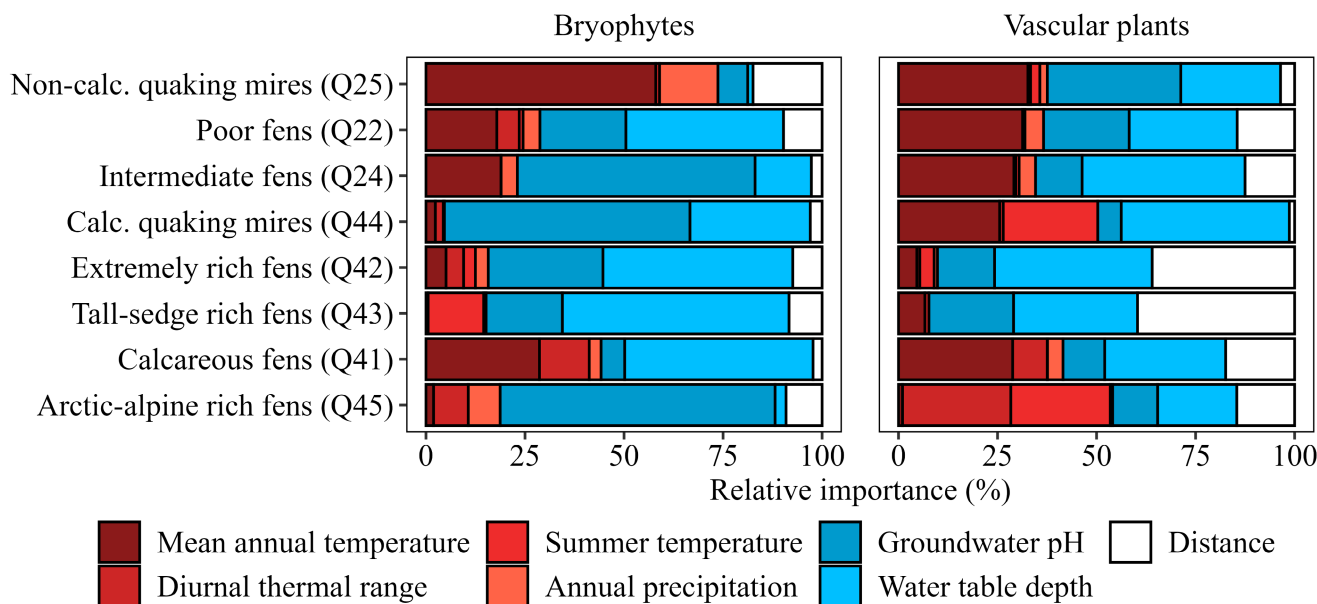 Bryophytes
Vascular plants
Non-calc. quaking mires (Q25)
Poor fens (Q22)
Intermediate fens (Q24)
Calc. quaking mires (Q44)
Extremely rich fens (Q42)
Tall-sedge rich fens (Q43)
Calcareous fens (Q41)
Arctic-alpine rich fens (Q45)
0 25 50 75 100 0 25 50 75 100
Relative importance (%)
Mean annual temperature Summer temperature Groundwater pH Distance
Diurnal thermal range Annual precipitation Water table depth